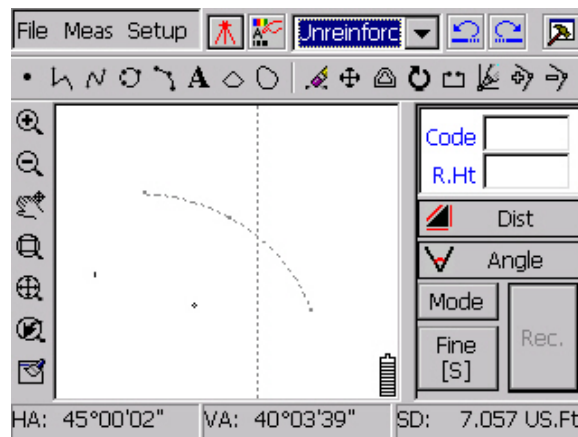 File Meas Setup Unreinforc
A
Code
R.Ht
Dist
Angle
Mode
Fine [S]
Rec.
HA: 45°00'02" VA: 40°03'39" SD: 7.057 US.Ft